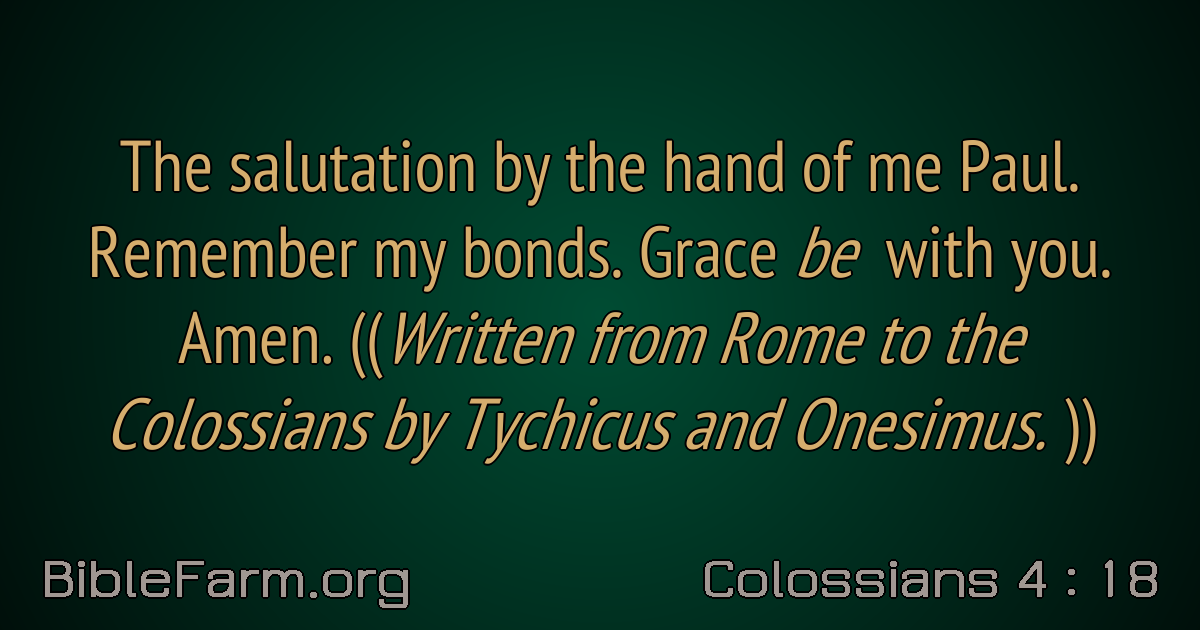 The salutation by the hand of me Paul.
Remember my bonds. Grace be with you.
Amen. ((Written from Rome to the
Colossians by Tychicus and Onesimus. ))
BibleFarm.org
Colossians 4 : 18